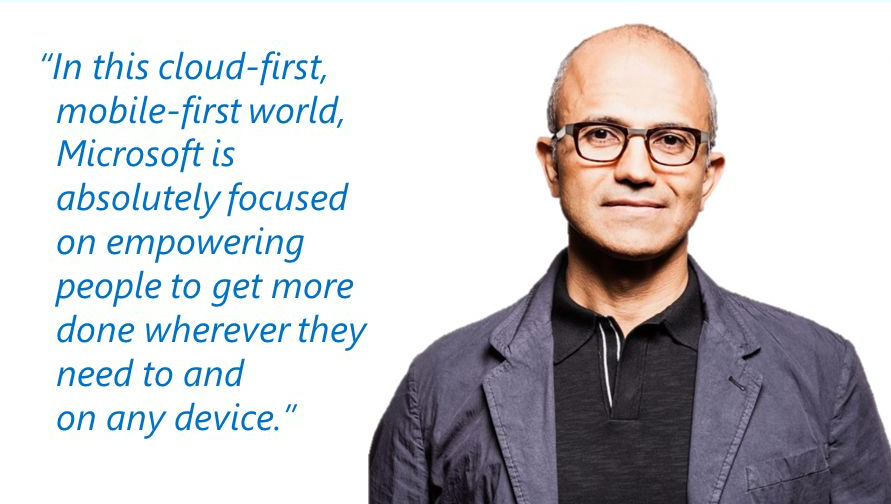 “In this cloud-first,
mobile-first world,
Microsoft is
absolutely focused
on empowering
people to get more
done wherever they
need to and
on any device.”